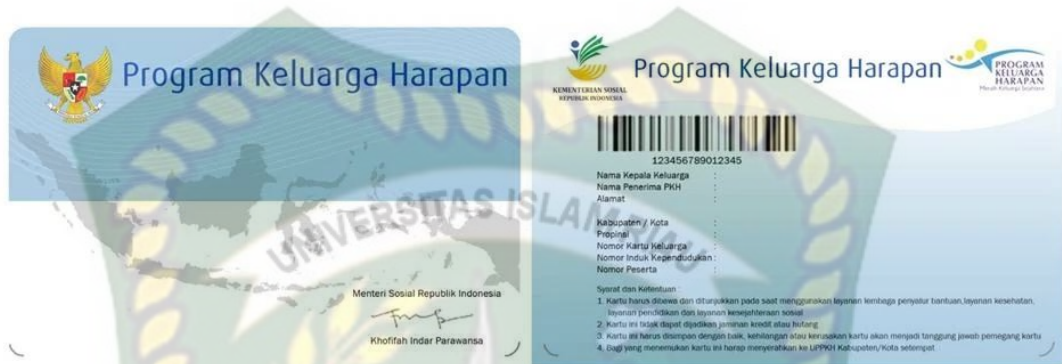 Program Keluarga Harapan
Menteri Sosial Republik Indonesia
Khofifah Indar Parawansa
KEMENTERIAN SOSIAL
REPUBLIK INDONESIA
Program Keluarga Harapan
PROGRAM
KELUARGA
HARAPAN
Meraih Keluarga Sejahtera
123456789012345
Nama Kepala Keluarga :
Nama Penerima PKH :
Alamat :
Kabupaten / Kota :
Propinsi :
Nomor Kartu Keluarga :
Nomor Induk Kependudukan :
Nomor Peserta :
Syarat dan Ketentuan :
1. Kartu harus dibawa dan ditunjukkan pada saat menggunakan layanan lembaga penyalur bantuan,layanan kesehatan,
layanan pendidikan dan layanan kesejahteraan sosial
2. Kartu ini tidak dapat dijadikan jaminan kredit atau hutang
3. Kartu ini harus disimpan dengan baik, kehilangan atau kerusakan kartu akan menjadi tanggung jawab pemegang kartu
4. Bagi yang menemukan kartu ini harap menyerahkan ke UPPKH Kabupaten/Kota setempat
UNIVERSITAS ISLAM RIAU